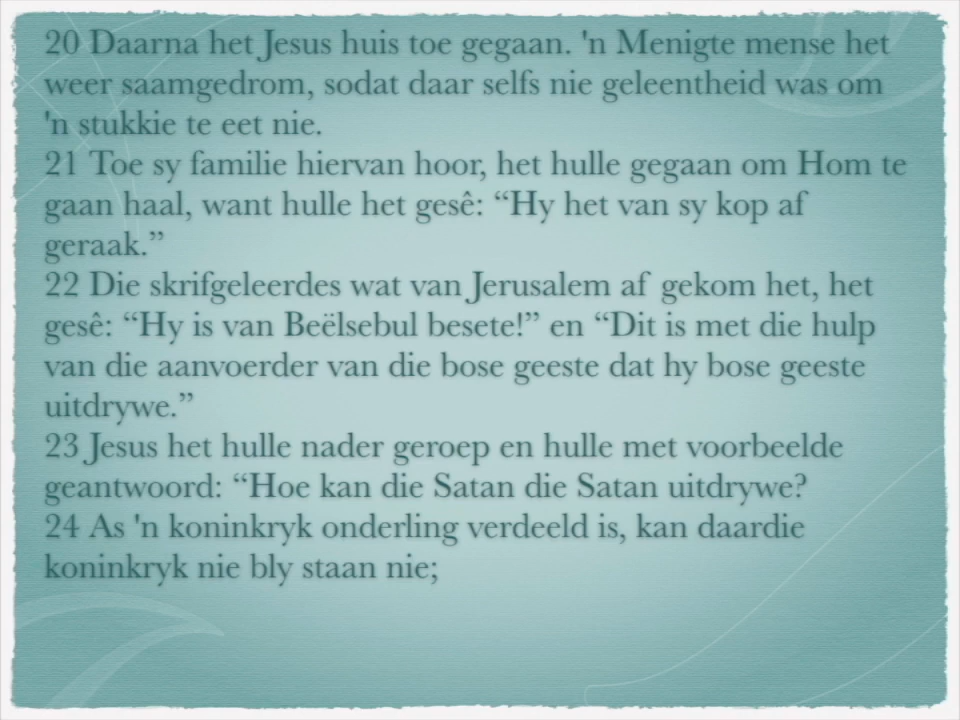 20 Daarna het Jesus huis toe gegaan. 'n Menigte mense het
weer saamgedrom, sodat daar selfs nie geleentheid was om
'n stukkie te eet nie.
21 Toe sy familie hiervan hoor, het hulle gegaan om Hom te
gaan haal, want hulle het gesê: “Hy het van sy kop af
geraak.”
22 Die skrifgeleerdes wat van Jerusalem af gekom het, het
gesê: “Hy is van Beëlsebul besete!” en “Dit is met die hulp
van die aanvoerder van die bose geeste dat hy bose geeste
uitdrywe.”
23 Jesus het hulle nader geroep en hulle met voorbeelde
geantwoord: “Hoe kan die Satan die Satan uitdrywe?
24 As 'n koninkryk onderling verdeeld is, kan daardie
koninkryk nie bly staan nie;